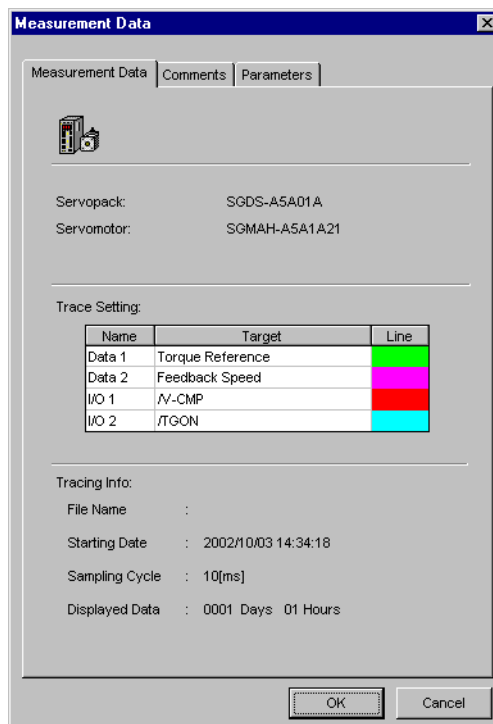 Measurement Data
Measurement Data Comments Parameters
Servopack: SGDS-A5A01A
Servomotor: SGMAH-A5A1A21
Trace Setting:
Name Target Line
Data 1 Torque Reference
Data 2 Feedback Speed
I/O 1 /V-CMP
I/O 2 /TGON
Tracing Info:
File Name :
Starting Date : 2002/10/03 14:34:18
Sampling Cycle : 10[ms]
Displayed Data : 0001 Days 01 Hours
OK Cancel